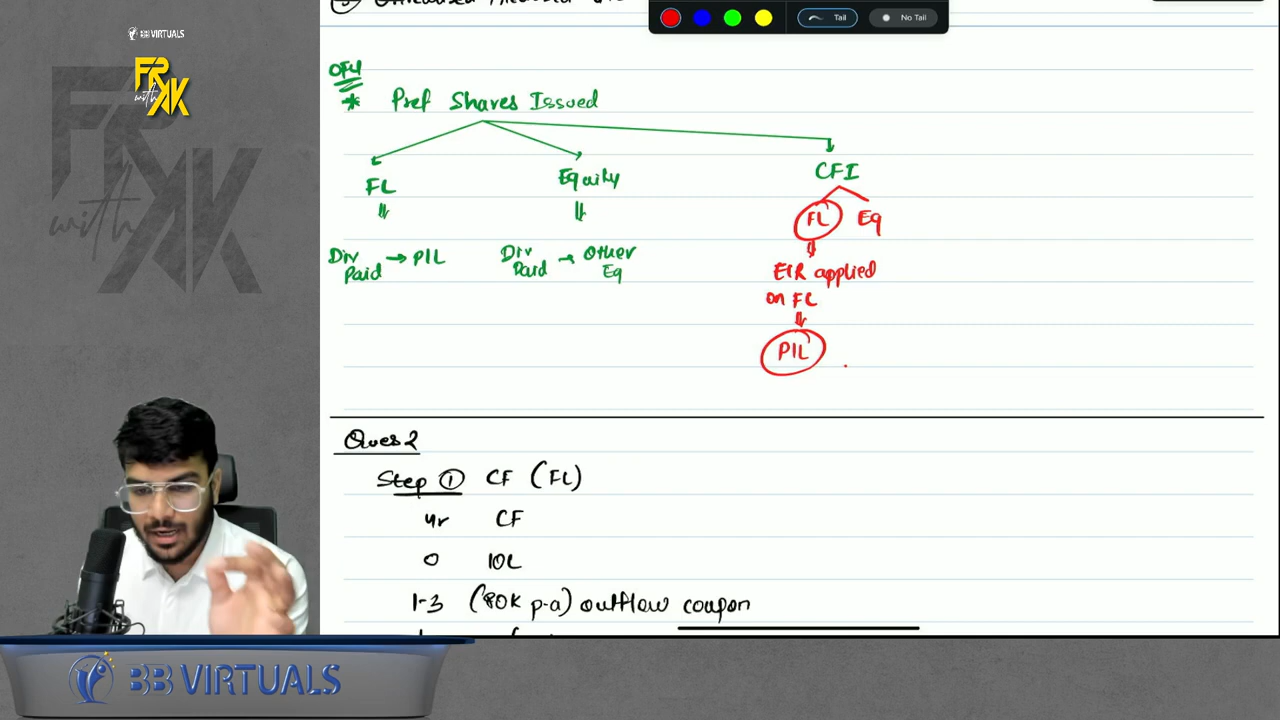 Tail
No Tail
BB VIRTUALS
FR
with
AK
OFY
* Pref Shares Issued
FL
Equity
CFI
FL Eq
Div Paid → P/L
Div Paid → Other Eq
EIR applied
on FL
P/L
Ques 2
Step ① CF (FL)
Yr CF
0 10L
1-3 (80K p.a) outflow coupon
BB VIRTUALS